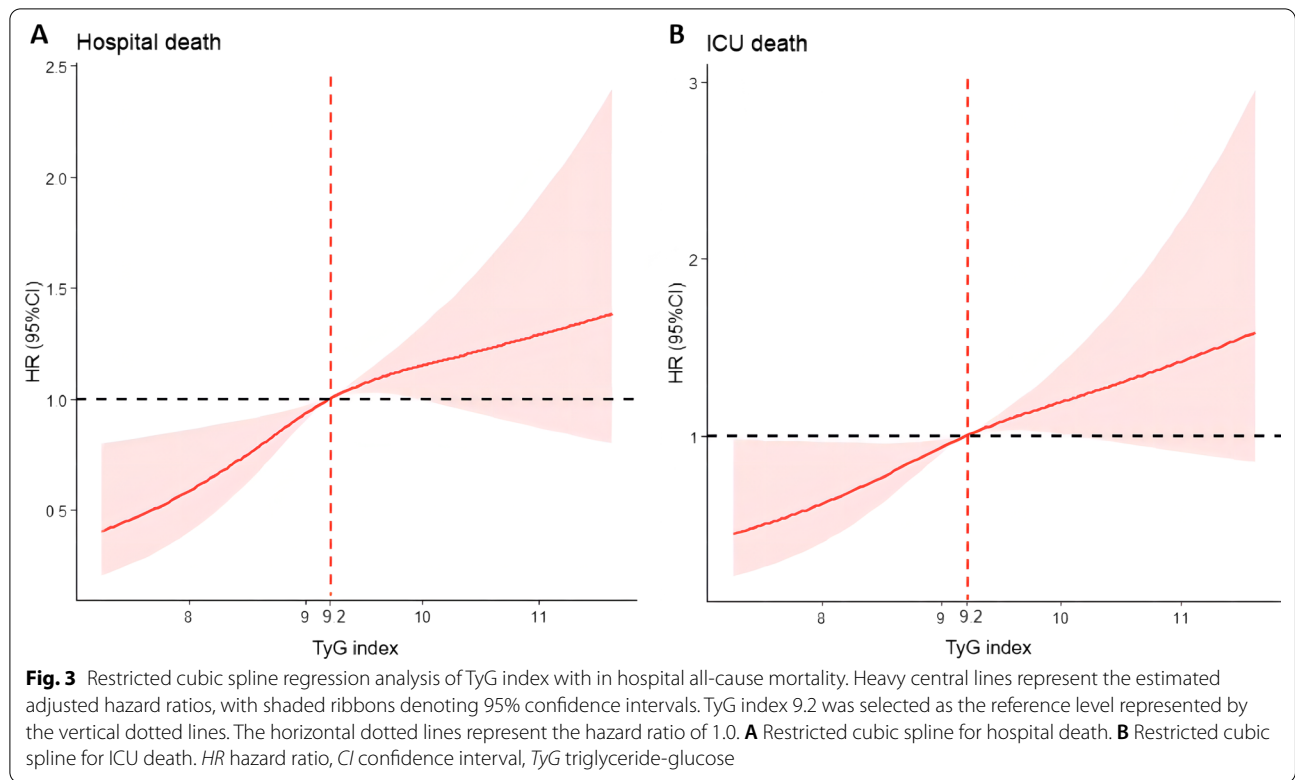 A Hospital death
2.5
2.0
1.5
1.0
0 5
HR (95%CI)
8 9 9.2 10 11
TyG index
B ICU death
3
2
1
HR (95%CI)
8 9 9.2 10 11
TyG index
Fig. 3 Restricted cubic spline regression analysis of TyG index with in hospital all-cause mortality. Heavy central lines represent the estimated
adjusted hazard ratios, with shaded ribbons denoting 95% confidence intervals. TyG index 9.2 was selected as the reference level represented by
the vertical dotted lines. The horizontal dotted lines represent the hazard ratio of 1.0. A Restricted cubic spline for hospital death. B Restricted cubic
spline for ICU death. HR hazard ratio, CI confidence interval, TyG triglyceride-glucose